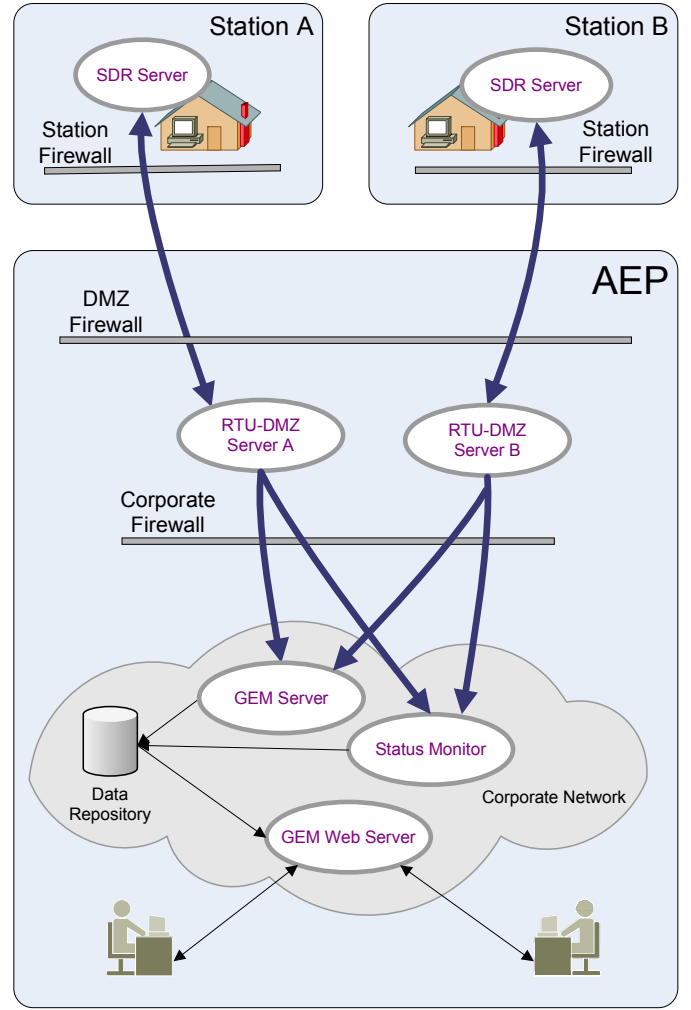 Station A
SDR Server
Station
Firewall
Station B
SDR Server
Station
Firewall
AEP
DMZ
Firewall
RTU-DMZ
Server A
RTU-DMZ
Server B
Corporate
Firewall
GEM Server
Status Monitor
Data
Repository
Corporate Network
GEM Web Server